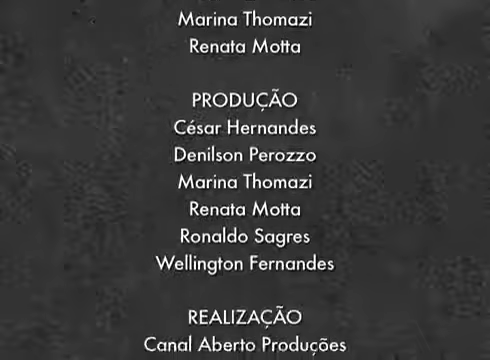 Marina Thomazi
Renata Motta
PRODUÇÃO
César Hernandes
Denilson Perozzo
Marina Thomazi
Renata Motta
Ronaldo Sagres
Wellington Fernandes
REALIZAÇÃO
Canal Aberto Produções